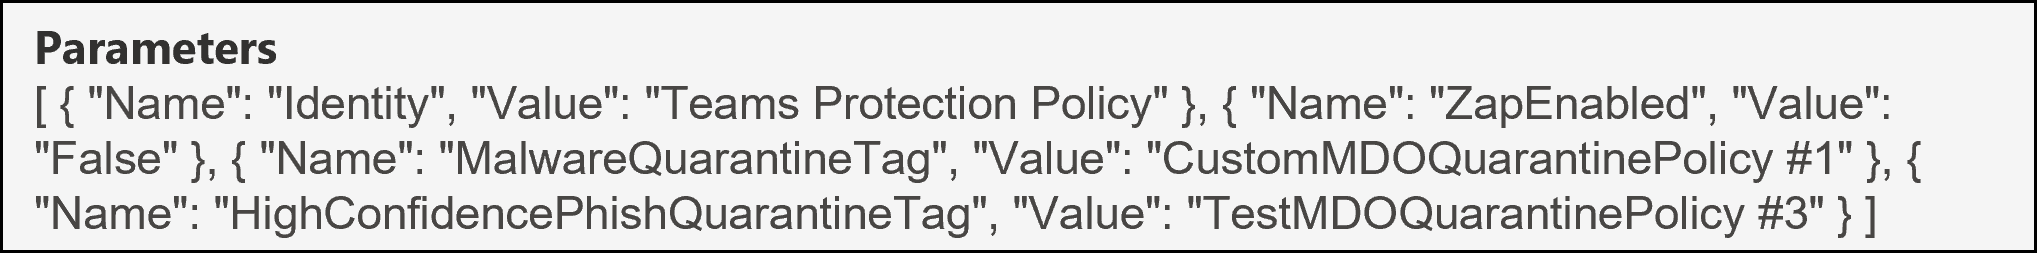 Parameters
[ { "Name": "Identity", "Value": "Teams Protection Policy" }, { "Name": "ZapEnabled", "Value":
"False" }, { "Name": "MalwareQuarantineTag", "Value": "CustomMDOQuarantinePolicy #1" }, {
"Name": "HighConfidencePhishQuarantineTag", "Value": "TestMDOQuarantinePolicy #3" } ]